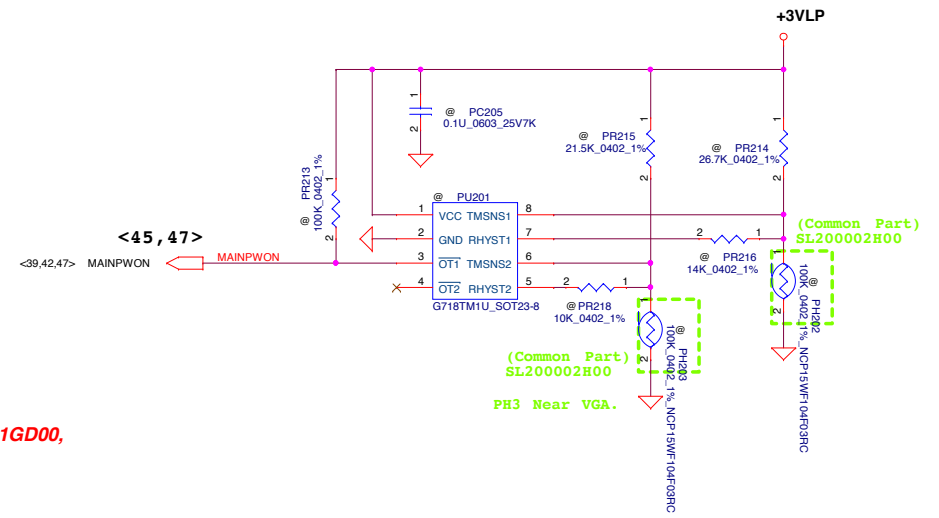 +3VLP
@ PC205
0.1U_0603_25V7K
@ PR215
21.5K_0402_1%
@ PR214
26.7K_0402_1%
PR213
100K_0402_1%
@
@ PU201
1 VCC TMSNS1 8
2 GND RHYST1 7
3 OT1 TMSNS2 6
4 OT2 RHYST2 5
G718TM1U_SOT23-8
<45,47>
<39,42,47> MAINPWON
MAINPWON
(Common Part)
SL200002H00
2 1
@ PR216
14K_0402_1%
2 1
@ PR218
10K_0402_1%
@
PH202
100K_0402_1%_NCP15WF104F03RC
@
PH203
100K_0402_1%_NCP15WF104F03RC
(Common Part)
SL200002H00
PH3 Near VGA.
1GD00,
1
2
1
2
1
2
1
2
1
2
1
2